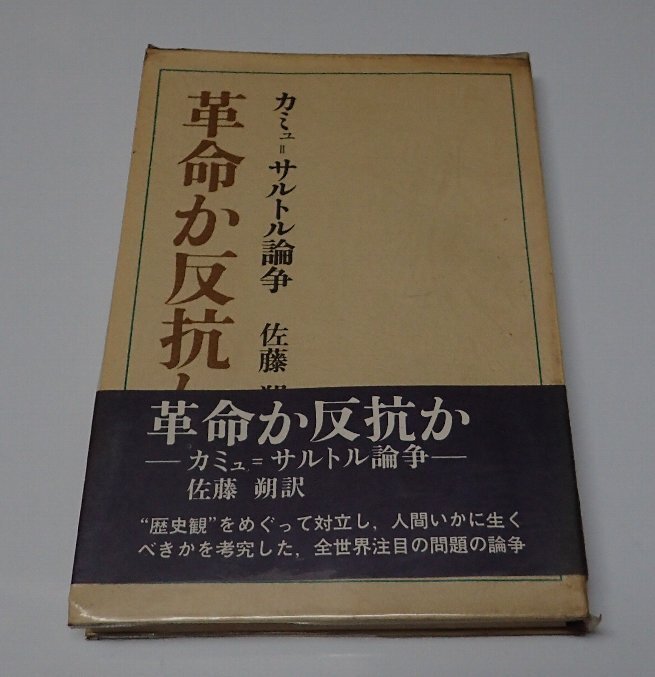 カミュ=サルトル論争 佐藤
革命か反抗か
革命か反抗か
―カミュ=サルトル論争―
佐藤 朔訳
“歴史観”をめぐって対立し,人間いかに生く
べきかを考究した,全世界注目の問題の論争